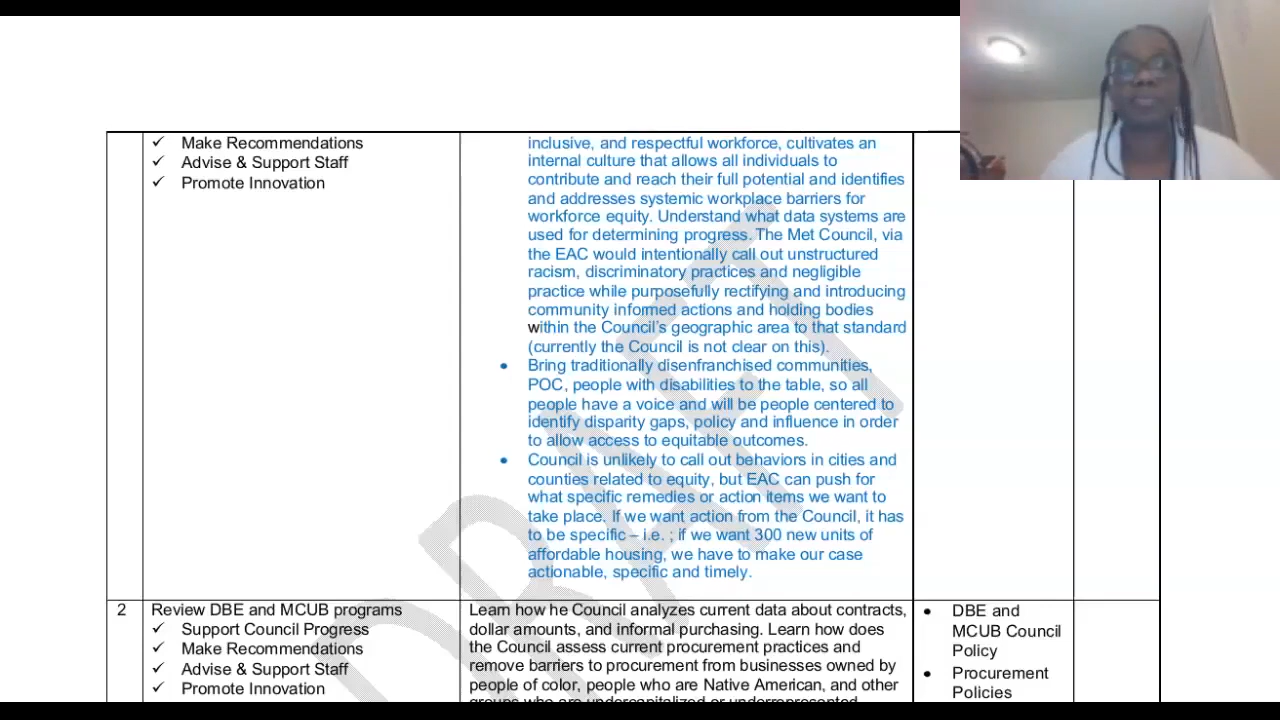 ✓ Make Recommendations
✓ Advise & Support Staff
✓ Promote Innovation
inclusive, and respectful workforce, cultivates an
internal culture that allows all individuals to
contribute and reach their full potential and identifies
and addresses systemic workplace barriers for
workforce equity. Understand what data systems are
used for determining progress. The Met Council, via
the EAC would intentionally call out unstructured
racism, discriminatory practices and negligible
practice while purposefully rectifying and introducing
community informed actions and holding bodies
within the Council's geographic area to that standard
(currently the Council is not clear on this).
• Bring traditionally disenfranchised communities,
POC, people with disabilities to the table, so all
people have a voice and will be people centered to
identify disparity gaps, policy and influence in order
to allow access to equitable outcomes.
• Council is unlikely to call out behaviors in cities and
counties related to equity, but EAC can push for
what specific remedies or action items we want to
take place. If we want action from the Council, it has
to be specific – i.e. ; if we want 300 new units of
affordable housing, we have to make our case
actionable, specific and timely.
2
Review DBE and MCUB programs
✓ Support Council Progress
✓ Make Recommendations
✓ Advise & Support Staff
✓ Promote Innovation
Learn how he Council analyzes current data about contracts,
dollar amounts, and informal purchasing. Learn how does
the Council assess current procurement practices and
remove barriers to procurement from businesses owned by
people of color, people who are Native American, and other
groups who are undercapitalized or underrepresented
• DBE and
MCUB Council
Policy
• Procurement
Policies
DRAFT